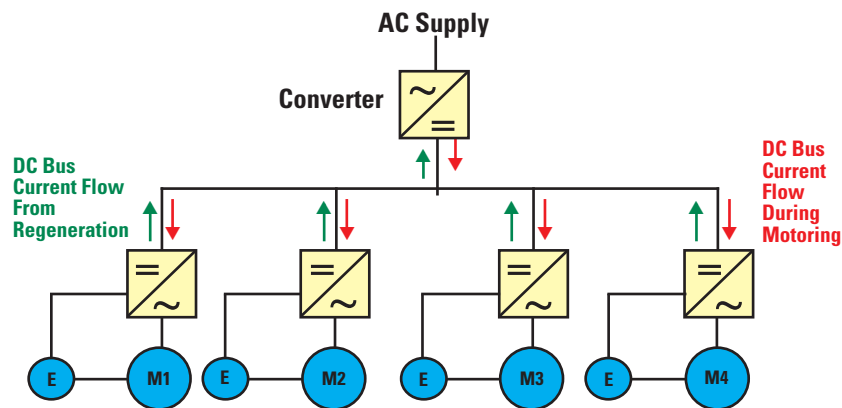 AC Supply
Converter
DC Bus
Current Flow
From
Regeneration
DC Bus
Current
Flow
During
Motoring
E
M1
E
M2
E
M3
E
M4